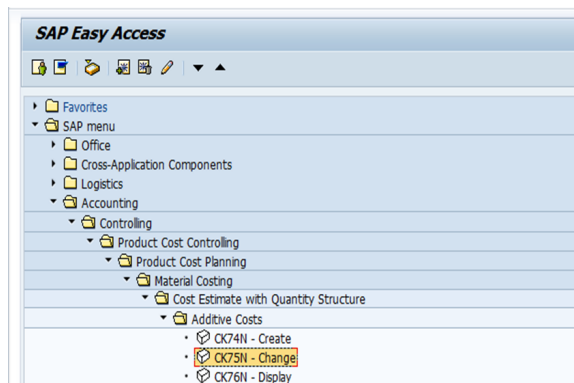 SAP Easy Access
Favorites
SAP menu
Office
Cross-Application Components
Logistics
Accounting
Controlling
Product Cost Controlling
Product Cost Planning
Material Costing
Cost Estimate with Quantity Structure
Additive Costs
CK74N - Create
CK75N - Change
CK76N - Display